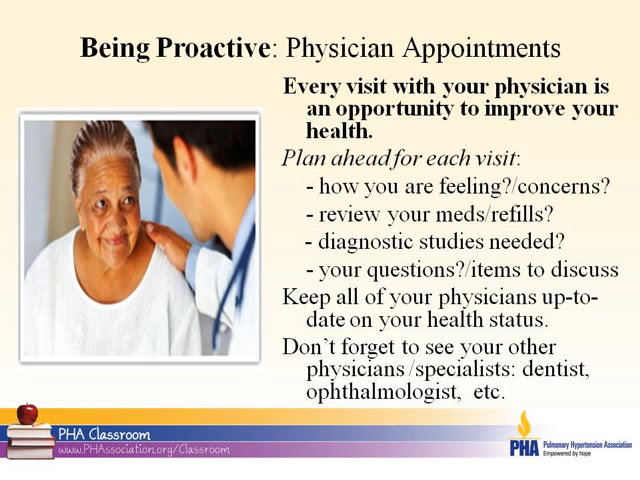 Being Proactive: Physician Appointments
Every visit with your physician is
an opportunity to improve your
health.
Plan ahead for each visit:
- how you are feeling?/concerns?
- review your meds/refills?
- diagnostic studies needed?
- your questions?/items to discuss
Keep all of your physicians up-to-
date on your health status.
Don't forget to see your other
physicians /specialists: dentist,
ophthalmologist, etc.
PHA Classroom
www.PHAssociation.org/Classroom
PHA Pulmonary Hypertension Association
Empowered by hope